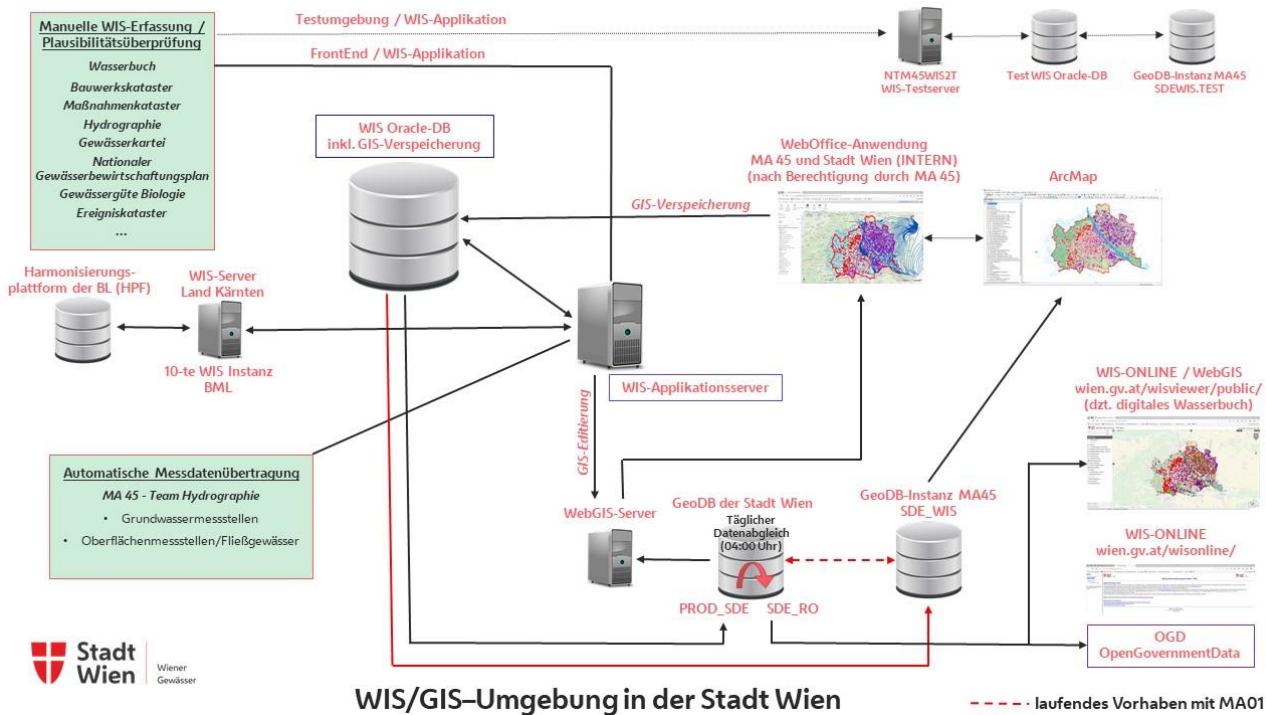 Manuelle WIS-Erfassung /
Plausibilitätsüberprüfung
Wasserbuch
Bauwerkskataster
Maßnahmenkataster
Hydrographie
Gewässerkartei
Nationaler
Gewässerbewirtschaftungsplan
Gewässergüte Biologie
Ereigniskataster
...
Testumgebung / WIS-Applikation
FrontEnd / WIS-Applikation
NTM45WIS2T
WIS-Testserver
Test WIS Oracle-DB
GeoDB-Instanz MA45
SDEWIS.TEST
WIS Oracle-DB
inkl. GIS-Verspeicherung
WebOffice-Anwendung
MA 45 und Stadt Wien (INTERN)
(nach Berechtigung durch MA 45)
ArcMap
GIS-Verspeicherung
Harmonisierungs-
plattform der BL (HPF)
WIS-Server
Land Kärnten
10-te WIS Instanz
BML
WIS-Applikationsserver
WIS-ONLINE / WebGIS
wien.gv.at/wisviewer/public/
(dzt. digitales Wasserbuch)
GIS-Editierung
Automatische Messdatenübertragung
MA 45 - Team Hydrographie
• Grundwassermessstellen
• Oberflächenmessstellen/Fließgewässer
WebGIS-Server
GeoDB der Stadt Wien
Täglicher
Datenabgleich
(04:00 Uhr)
PROD_SDE
SDE_RO
GeoDB-Instanz MA45
SDE_WIS
WIS-ONLINE
wien.gv.at/wisonline/
OGD
OpenGovernmentData
Stadt
Wien
Wiener
Gewässer
WIS/GIS–Umgebung in der Stadt Wien
laufendes Vorhaben mit MA01